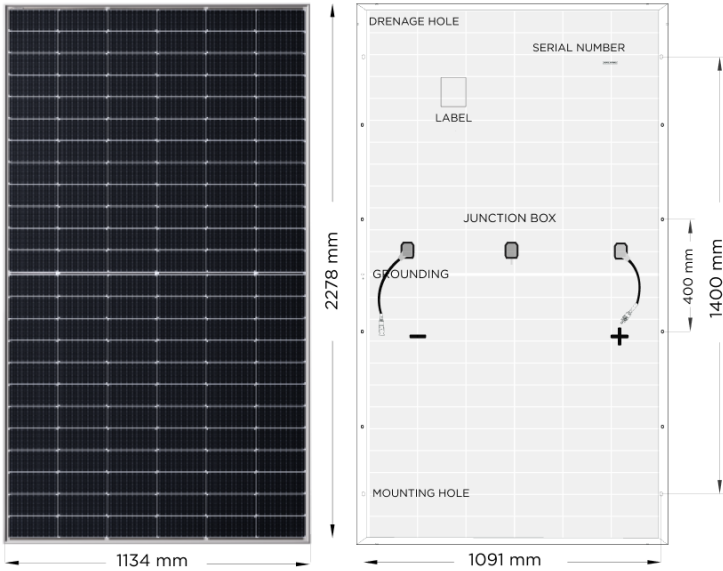 DRENAGE HOLE
SERIAL NUMBER
LABEL
JUNCTION BOX
GROUNDING
MOUNTING HOLE
2278 mm
400 mm
1400 mm
1134 mm
1091 mm
− +